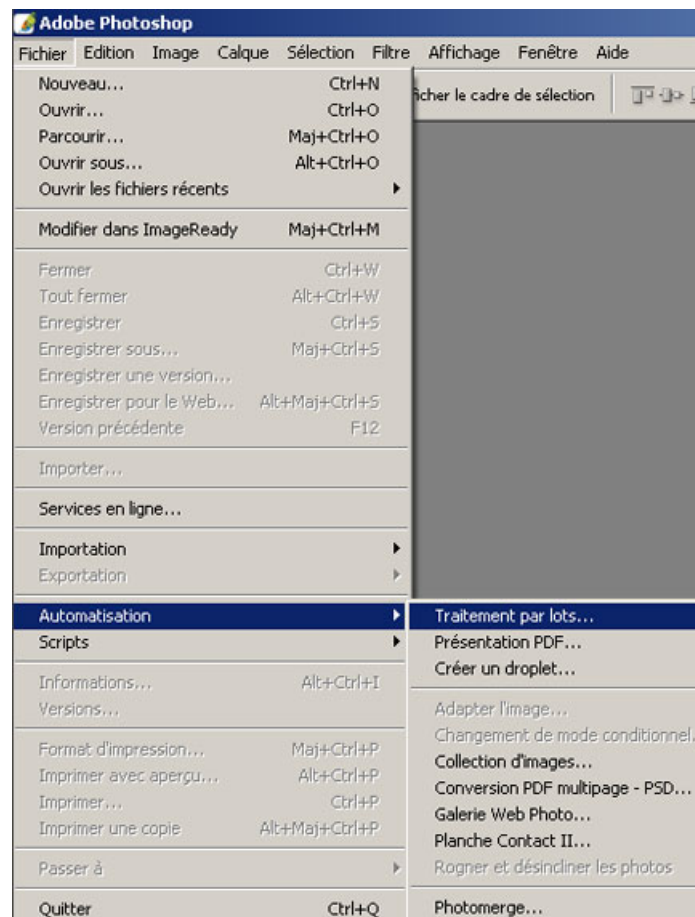 Adobe Photoshop
Fichier Edition Image Calque Sélection Filtre Affichage Fenêtre Aide
Nouveau... Ctrl+N
icher le cadre de sélection
Ouvrir... Ctrl+O
Parcourir... Maj+Ctrl+O
Ouvrir sous... Alt+Ctrl+O
Ouvrir les fichiers récents
Modifier dans ImageReady Maj+Ctrl+M
Fermer Ctrl+W
Tout fermer Alt+Ctrl+W
Enregistrer Ctrl+S
Enregistrer sous... Maj+Ctrl+S
Enregistrer une version...
Enregistrer pour le Web... Alt+Maj+Ctrl+S
Version précédente F12
Importer...
Services en ligne...
Importation
Exportation
Automatisation
Scripts
Informations... Alt+Ctrl+I
Versions...
Format d'impression... Maj+Ctrl+P
Imprimer avec aperçu... Alt+Ctrl+P
Imprimer... Ctrl+P
Imprimer une copie Alt+Maj+Ctrl+P
Passer à
Quitter Ctrl+Q
Traitement par lots...
Présentation PDF...
Créer un droplet...
Adapter l'image...
Changement de mode conditionnel.
Collection d'images...
Conversion PDF multipage - PSD...
Galerie Web Photo...
Planche Contact II...
Rogner et désincliner les photos
Photomerge...